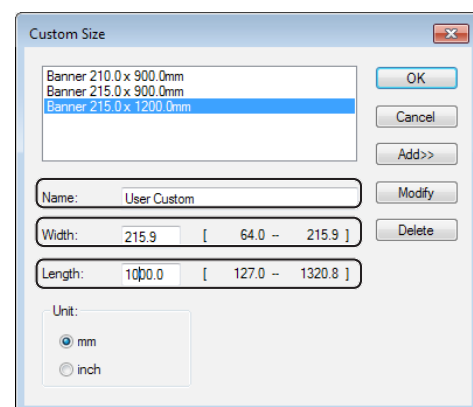 Custom Size
Banner 210.0 x 900.0mm
Banner 215.0 x 900.0mm
Banner 215.0 x 1200.0mm
OK
Cancel
Add>>
Name: User Custom
Modify
Width: 215.9 [ 64.0 -- 215.9 ]
Delete
Length: 1000.0 [ 127.0 -- 1320.8 ]
Unit:
mm
inch